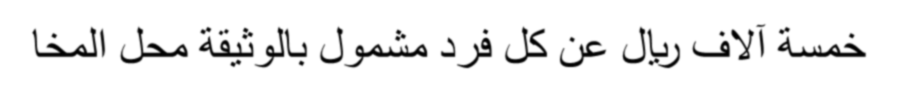 خمسة آلاف ريال عن كل فرد مشمول بالوثيقة محل المخا